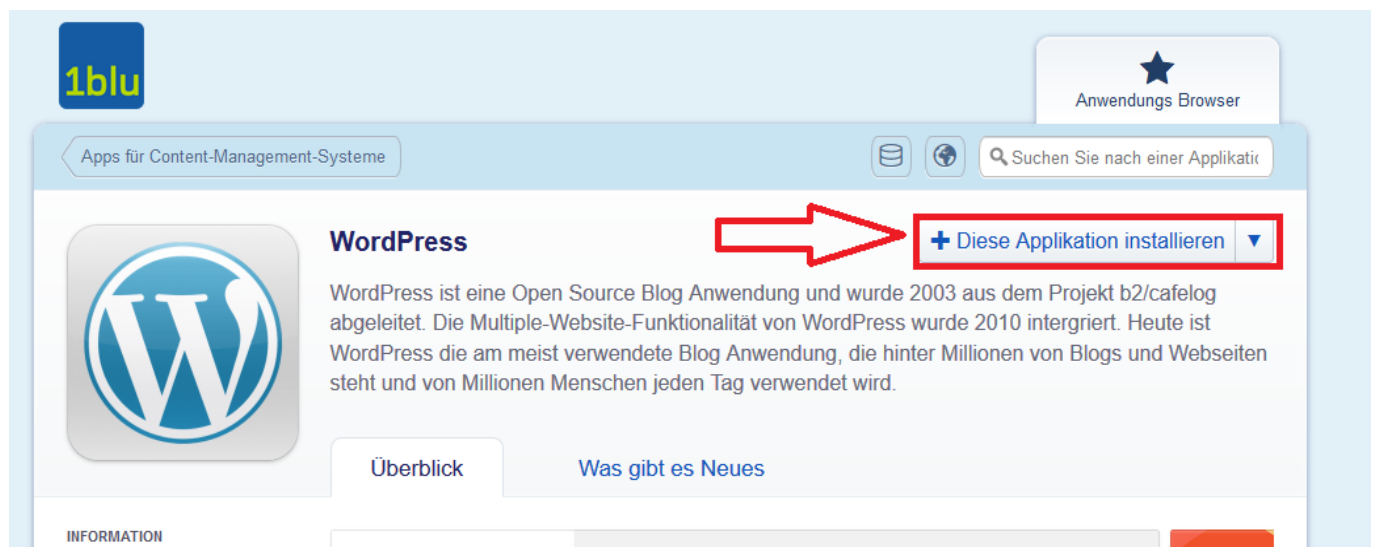 1blu
Anwendungs Browser
Apps für Content-Management-Systeme
Suchen Sie nach einer Applikatic
WordPress
+ Diese Applikation installieren
WordPress ist eine Open Source Blog Anwendung und wurde 2003 aus dem Projekt b2/cafelog
abgeleitet. Die Multiple-Website-Funktionalität von WordPress wurde 2010 intergriert. Heute ist
WordPress die am meist verwendete Blog Anwendung, die hinter Millionen von Blogs und Webseiten
steht und von Millionen Menschen jeden Tag verwendet wird.
Überblick
Was gibt es Neues
INFORMATION